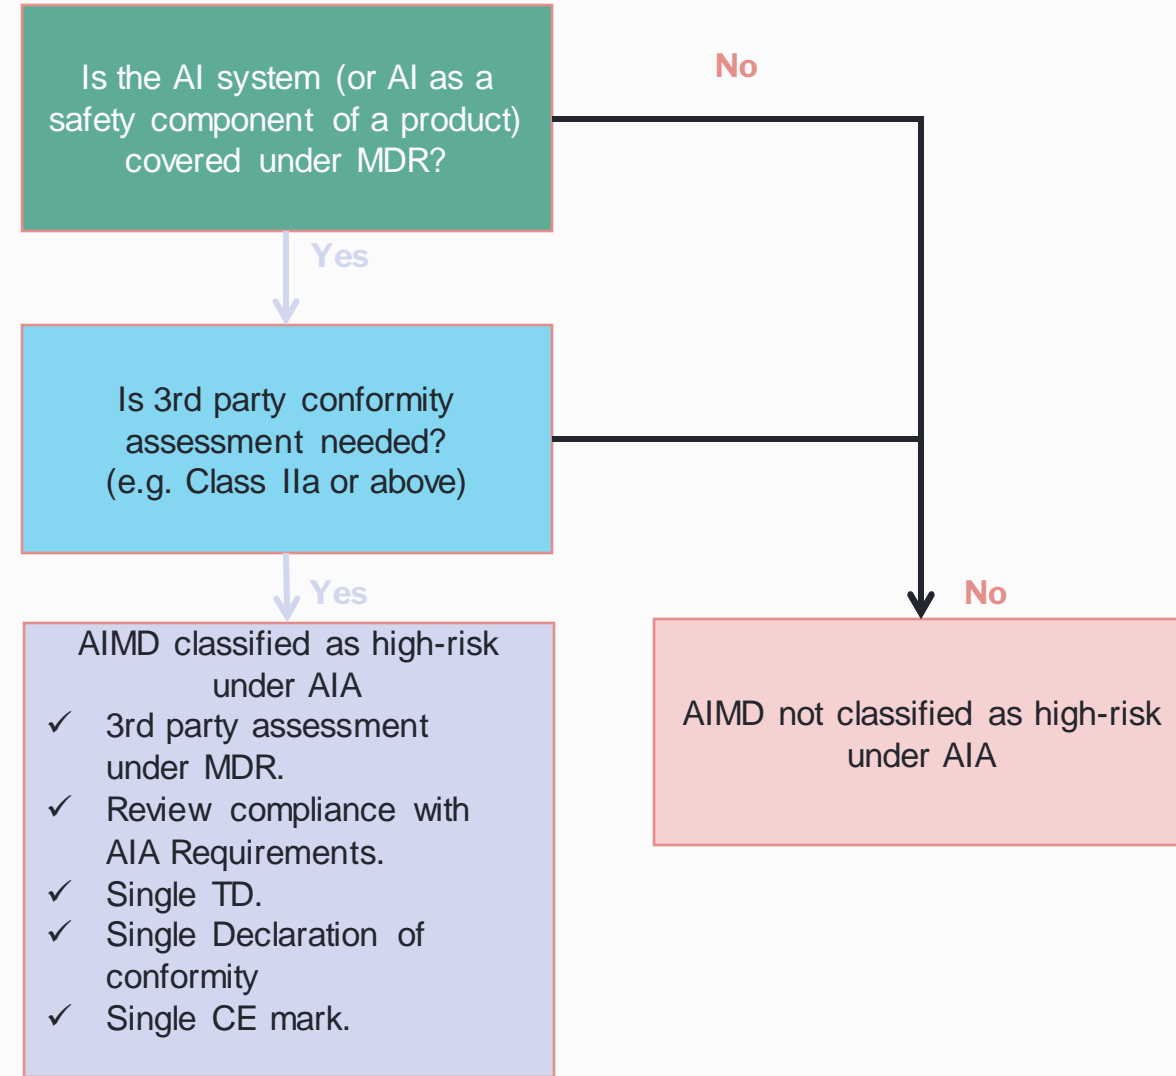 Is the AI system (or AI as a
safety component of a product)
covered under MDR?
No
Yes
Is 3rd party conformity
assessment needed?
(e.g. Class IIa or above)
Yes
No
AIMD classified as high-risk
under AIA
✓ 3rd party assessment
under MDR.
✓ Review compliance with
AIA Requirements.
✓ Single TD.
✓ Single Declaration of
conformity
✓ Single CE mark.
AIMD not classified as high-risk
under AIA